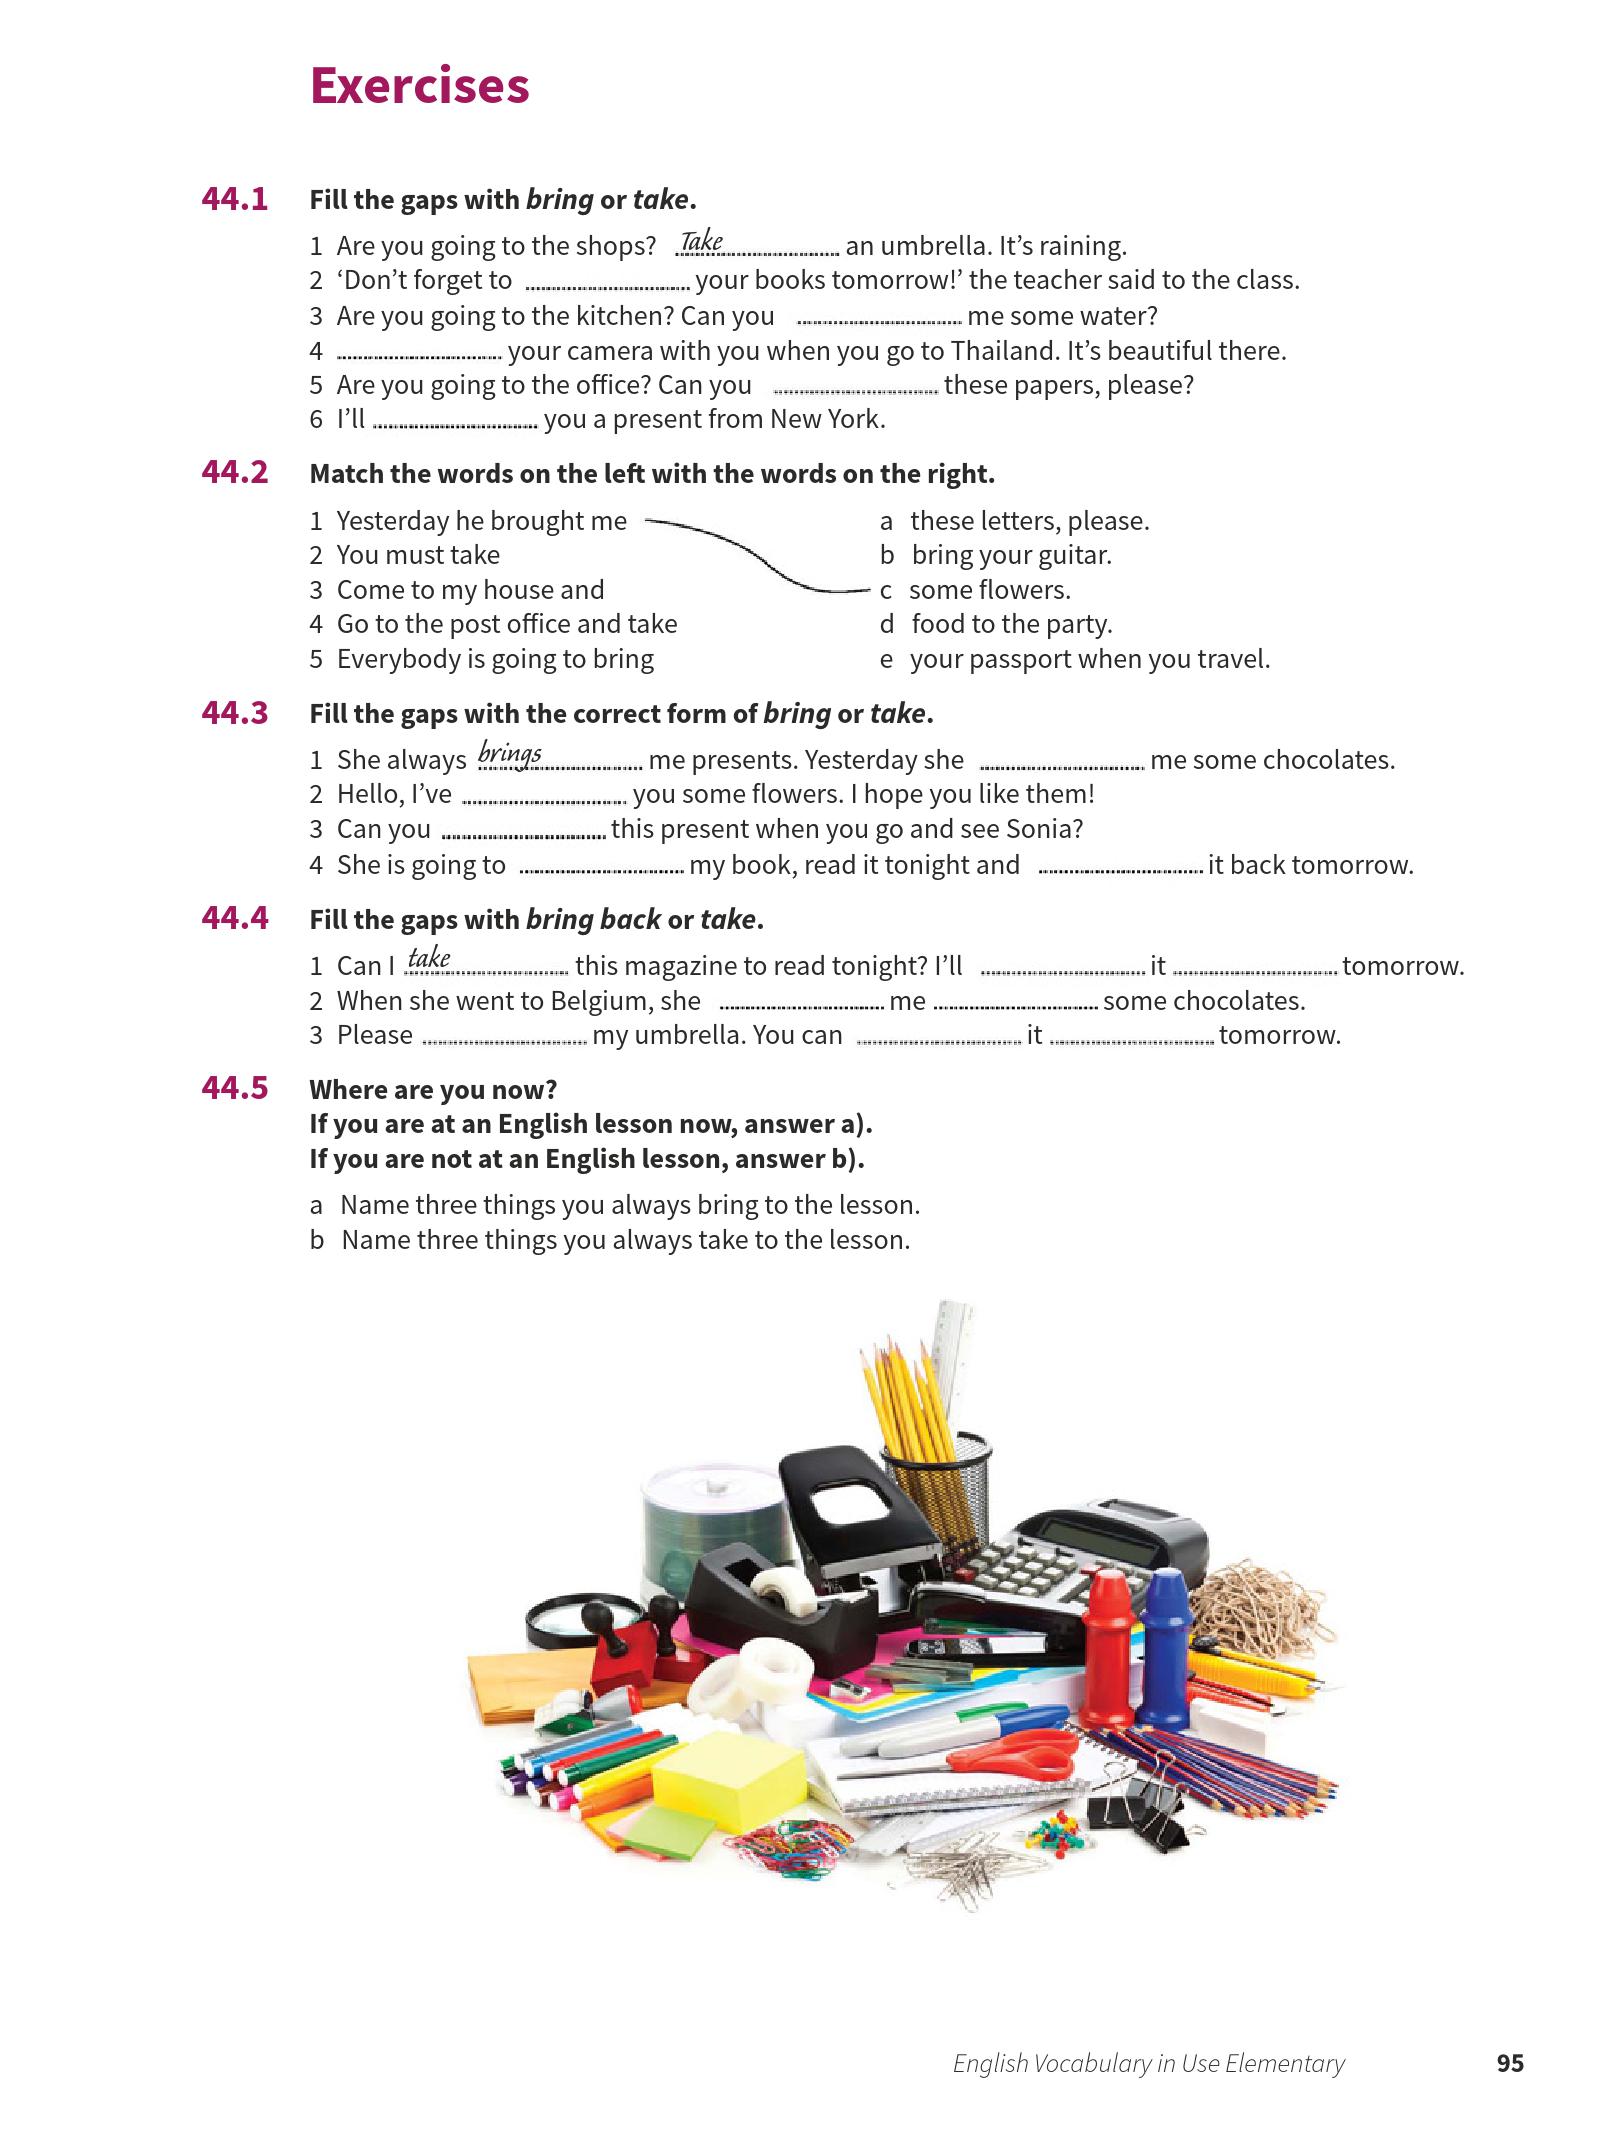 Exercises
44.1 Fill the gaps with bring or take.
1 Are you going to the shops? Take an umbrella. It’s raining.
2 ‘Don’t forget to ............................ your books tomorrow!’ the teacher said to the class.
3 Are you going to the kitchen? Can you ............................ me some water?
4 ............................ your camera with you when you go to Thailand. It’s beautiful there.
5 Are you going to the office? Can you ............................ these papers, please?
6 I’ll ............................ you a present from New York.
44.2 Match the words on the left with the words on the right.
1 Yesterday he brought me a these letters, please.
2 You must take b bring your guitar.
3 Come to my house and c some flowers.
4 Go to the post office and take d food to the party.
5 Everybody is going to bring e your passport when you travel.
44.3 Fill the gaps with the correct form of bring or take.
1 She always brings me presents. Yesterday she ............................ me some chocolates.
2 Hello, I’ve ............................ you some flowers. I hope you like them!
3 Can you ............................ this present when you go and see Sonia?
4 She is going to ............................ my book, read it tonight and ............................ it back tomorrow.
44.4 Fill the gaps with bring back or take.
1 Can I take this magazine to read tonight? I’ll ............................ it ............................ tomorrow.
2 When she went to Belgium, she ............................ me ............................ some chocolates.
3 Please ............................ my umbrella. You can ............................ it ............................ tomorrow.
44.5 Where are you now?
If you are at an English lesson now, answer a).
If you are not at an English lesson, answer b).
a Name three things you always bring to the lesson.
b Name three things you always take to the lesson.
English Vocabulary in Use Elementary 95